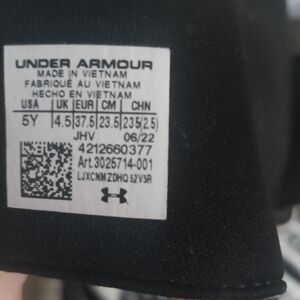 UNDER ARMOUR
MADE IN VIETNAM
FABRIQUÉ AU VIETNAM
HECHO EN VIETNAM
USA UK EUR CM CHN
5Y 4.5 37.5 23.5 235(2.5)
JHV 06/22
4212660377
Art.3025714-001
LJXCNMZDHQ52V5R